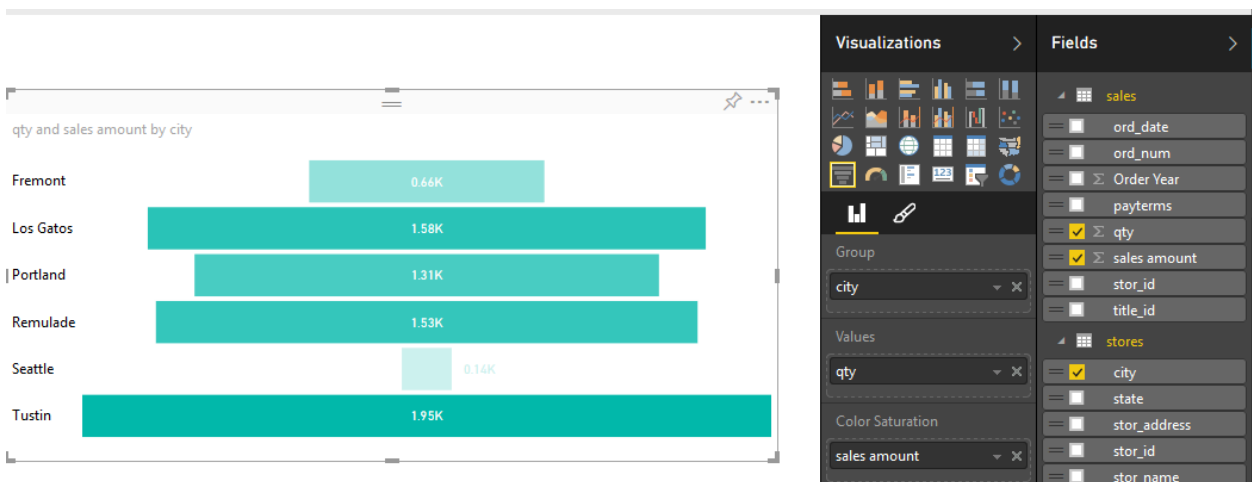 Visualizations
Fields
qty and sales amount by city
Fremont
0.66K
Los Gatos
1.58K
Portland
1.31K
Remulade
1.53K
Seattle
0.14K
Tustin
1.95K
123
Group
city
Values
qty
Color Saturation
sales amount
sales
ord_date
ord_num
Σ Order Year
payterms
Σ qty
Σ sales amount
stor_id
title_id
stores
city
state
stor_address
stor_id
stor_name